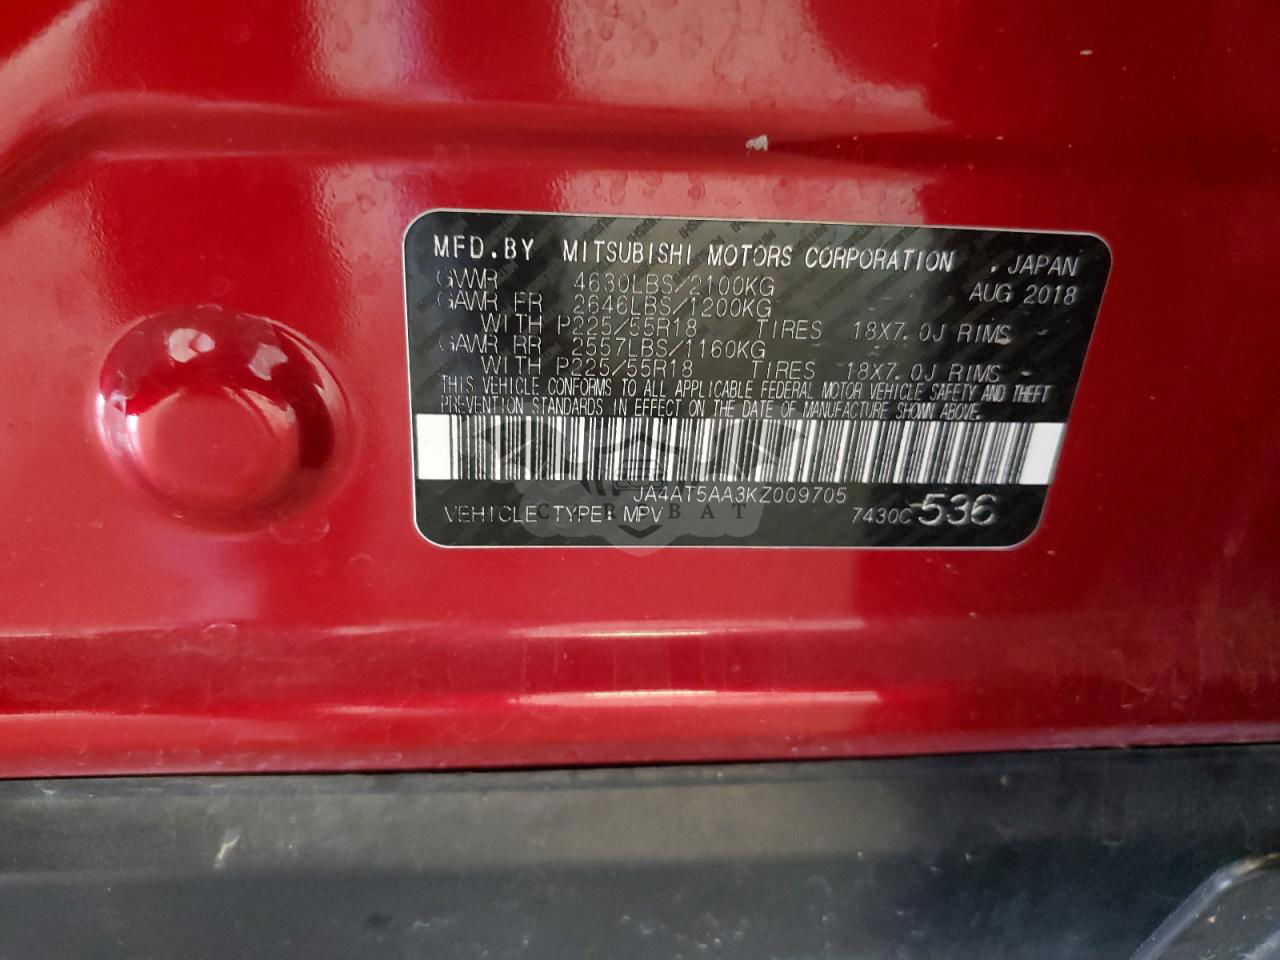 MFD.BY MITSUBISHI MOTORS CORPORATION , JAPAN
GVWR 4630LBS/2100KG AUG 2018
GAWR FR 2646LBS/1200KG
WITH P225/55R18 TIRES 18X7.0J RIMS
GAWR RR 2557LBS/1160KG
WITH P225/55R18 TIRES 18X7.0J RIMS
THIS VEHICLE CONFORMS TO ALL APPLICABLE FEDERAL MOTOR VEHICLE SAFETY AND THEFT
PREVENTION STANDARDS IN EFFECT ON THE DATE OF MANUFACTURE SHOWN ABOVE.
JA4AT5AA3KZ009705
VEHICLE TYPE: MPV 7430C 536